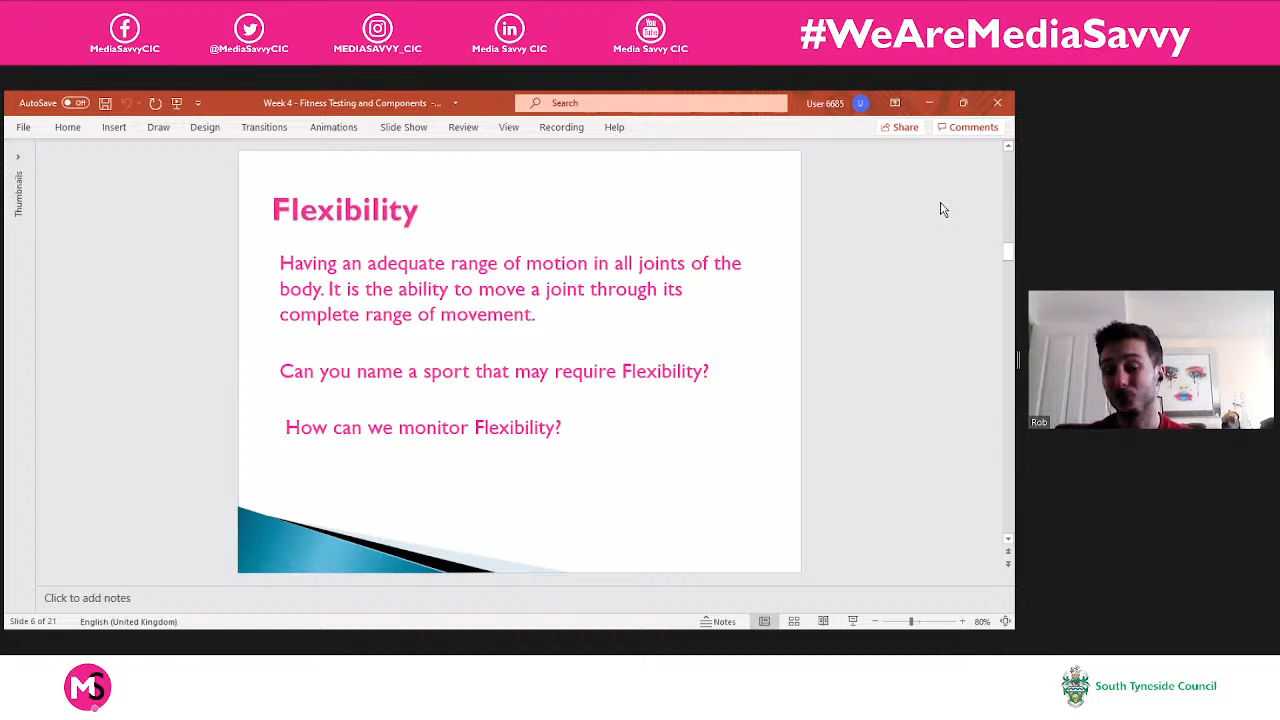 MediaSavvyCIC
@MediaSavvyCIC
MEDIASAVVY_CIC
in
Media Savvy CIC
You
Tube
Media Savvy CIC
#WeAreMediaSavvy
AutoSave Off
Week 4 - Fitness Testing and Components -...
Search
User 6685 U
File Home Insert Draw Design Transitions Animations Slide Show Review View Recording Help
Share Comments
Thumbnails
Flexibility
Having an adequate range of motion in all joints of the
body. It is the ability to move a joint through its
complete range of movement.
Can you name a sport that may require Flexibility?
How can we monitor Flexibility?
Rob
Click to add notes
Slide 6 of 21 English (United Kingdom) Notes 80%
MS
South Tyneside Council